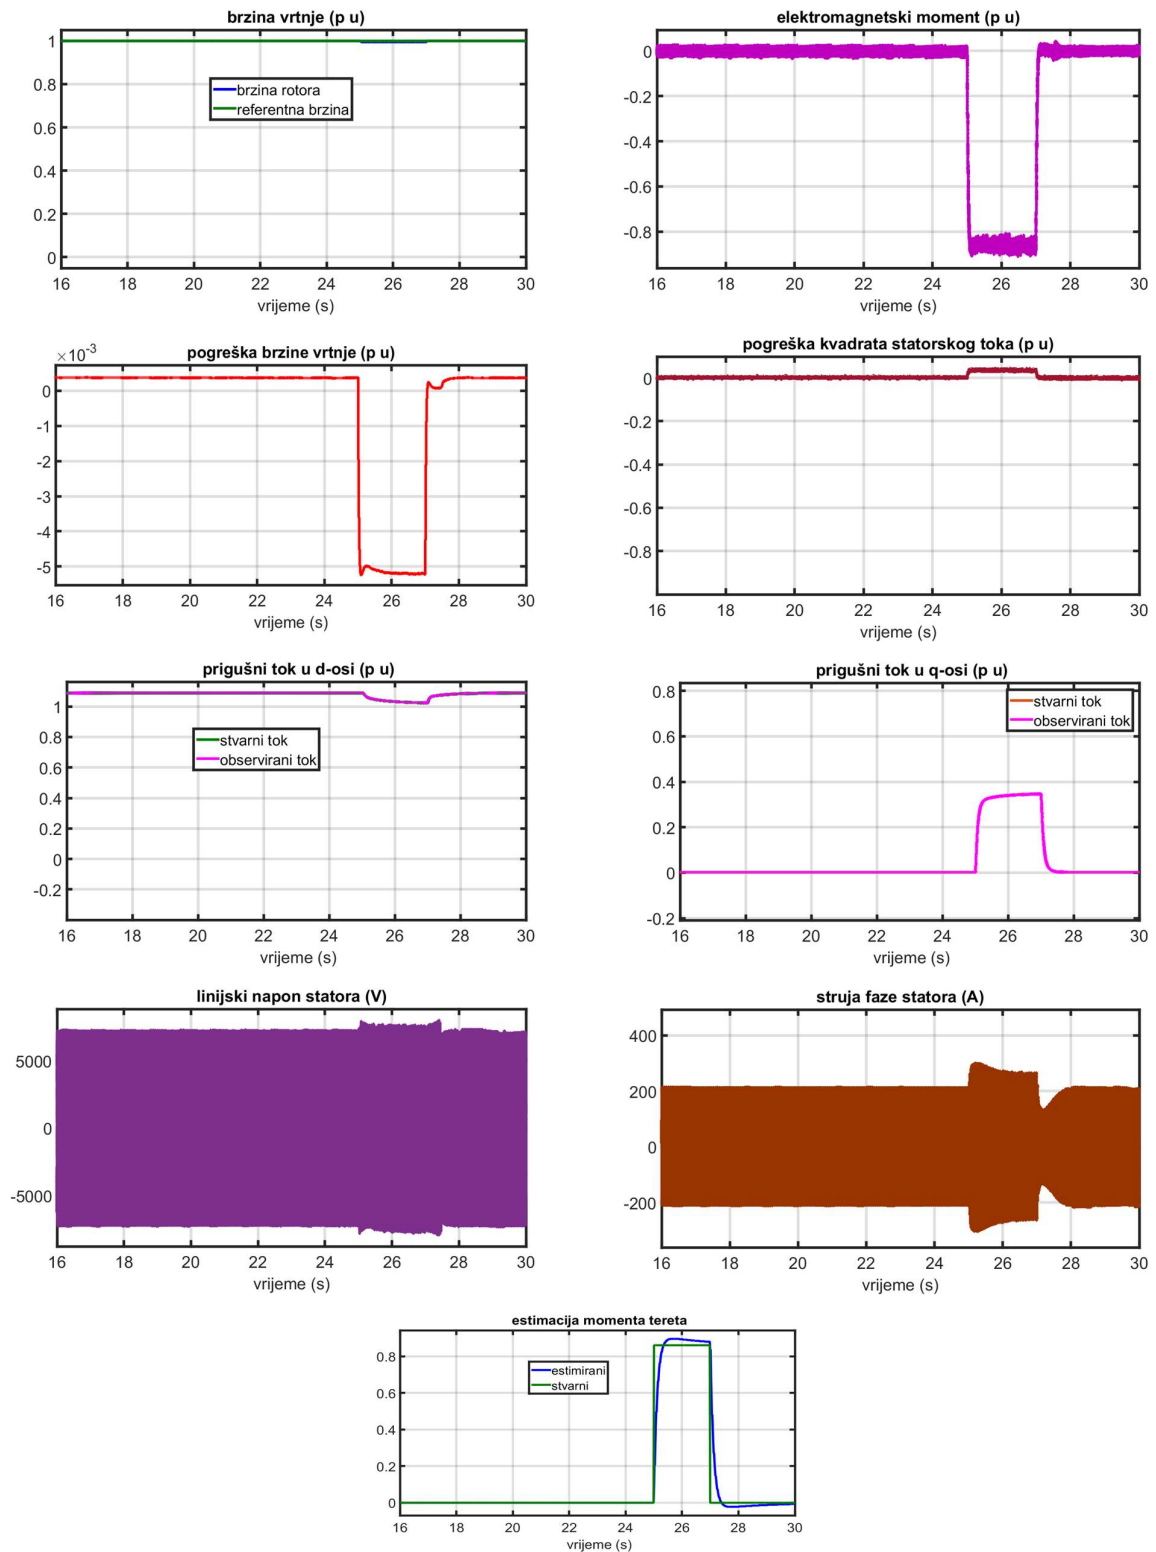 brzina vrtnje (p u)
1
0.8
0.6
0.4
0.2
0
brzina rotora
referentna brzina
16 18 20 22 24 26 28 30
vrijeme (s)
elektromagnetski moment (p u)
0
-0.2
-0.4
-0.6
-0.8
16 18 20 22 24 26 28 30
vrijeme (s)
×10-3
pogreška brzine vrtnje (p u)
0
-1
-2
-3
-4
-5
16 18 20 22 24 26 28 30
vrijeme (s)
pogreška kvadrata statorskog toka (p u)
0
-0.2
-0.4
-0.6
-0.8
16 18 20 22 24 26 28 30
vrijeme (s)
prigušni tok u d-osi (p u)
1
0.8
0.6
0.4
0.2
0
-0.2
stvarni tok
observirani tok
16 18 20 22 24 26 28 30
vrijeme (s)
prigušni tok u q-osi (p u)
0.8
0.6
0.4
0.2
0
-0.2
stvarni tok
observirani tok
16 18 20 22 24 26 28 30
vrijeme (s)
linijski napon statora (V)
5000
0
-5000
16 18 20 22 24 26 28 30
vrijeme (s)
struja faze statora (A)
400
200
0
-200
16 18 20 22 24 26 28 30
vrijeme (s)
estimacija momenta tereta
0.8
0.6
0.4
0.2
0
estimirani
stvarni
16 18 20 22 24 26 28 30
vrijeme (s)